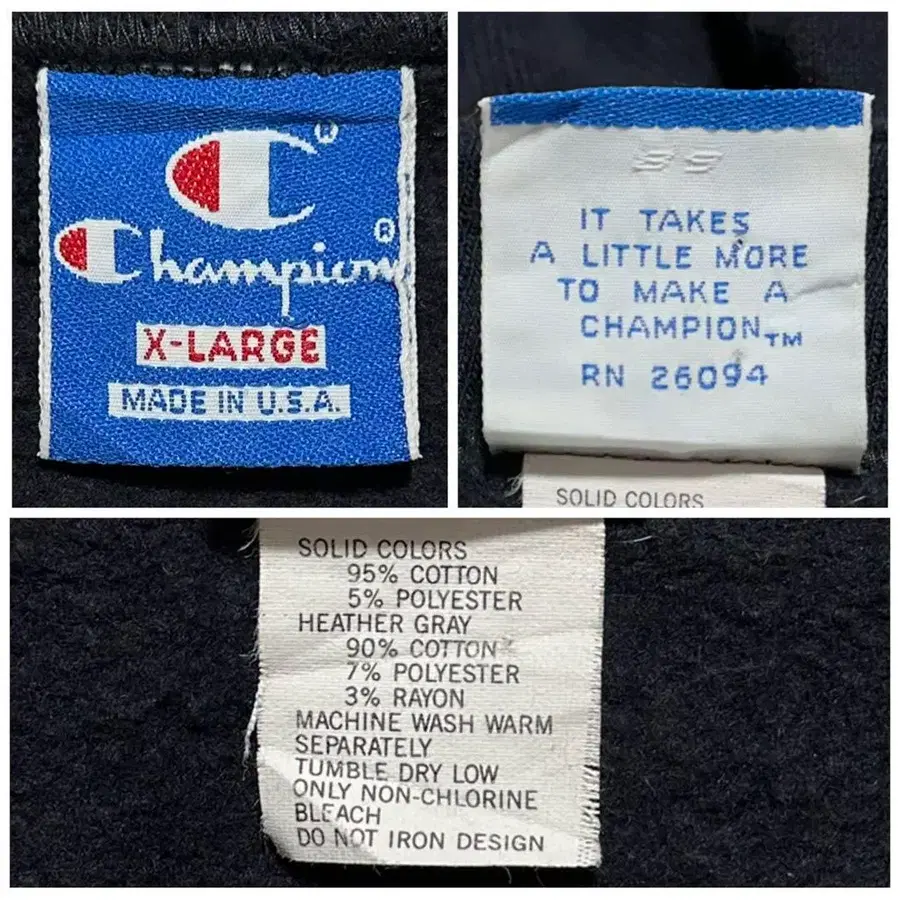 C®
Champion®
X-LARGE
MADE IN U.S.A.
IT TAKES
A LITTLE MORE
TO MAKE A
CHAMPION™
RN 26094
SOLID COLORS
SOLID COLORS
95% COTTON
5% POLYESTER
HEATHER GRAY
90% COTTON
7% POLYESTER
3% RAYON
MACHINE WASH WARM
SEPARATELY
TUMBLE DRY LOW
ONLY NON-CHLORINE
BLEACH
DO NOT IRON DESIGN